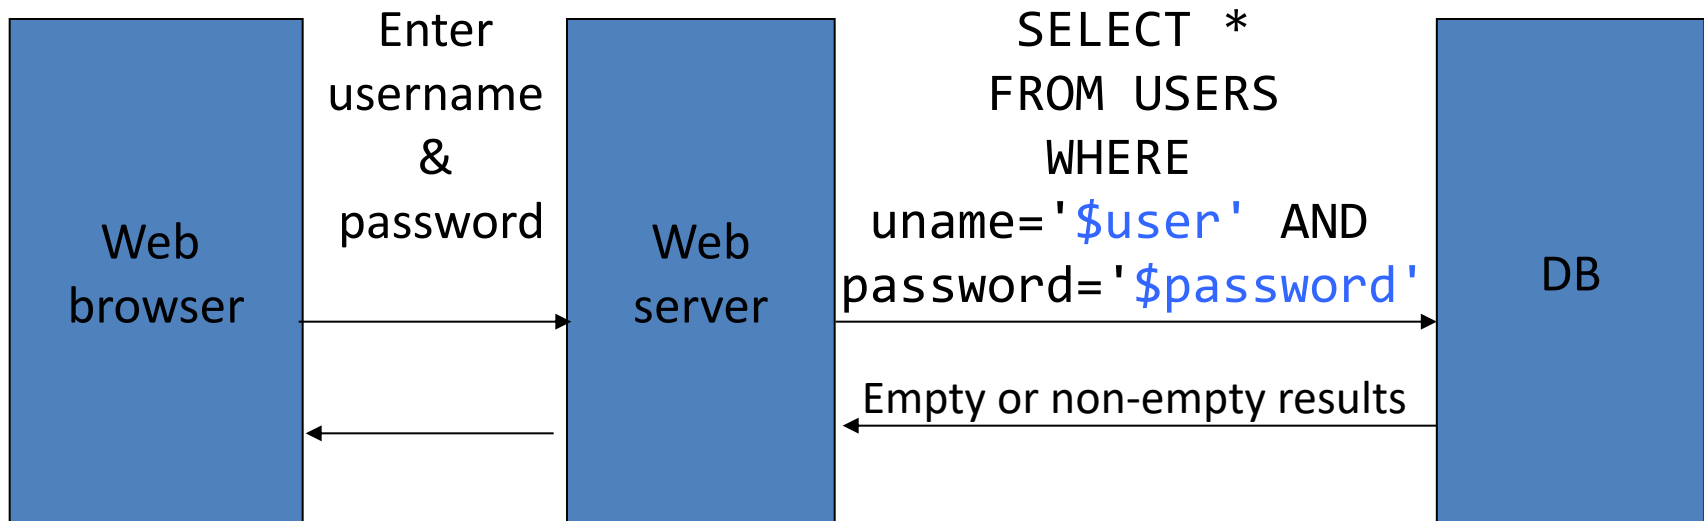 Web
browser
Enter
username
&
password
Web
server
SELECT *
FROM USERS
WHERE
uname='$user' AND
password='$password'
Empty or non-empty results
DB